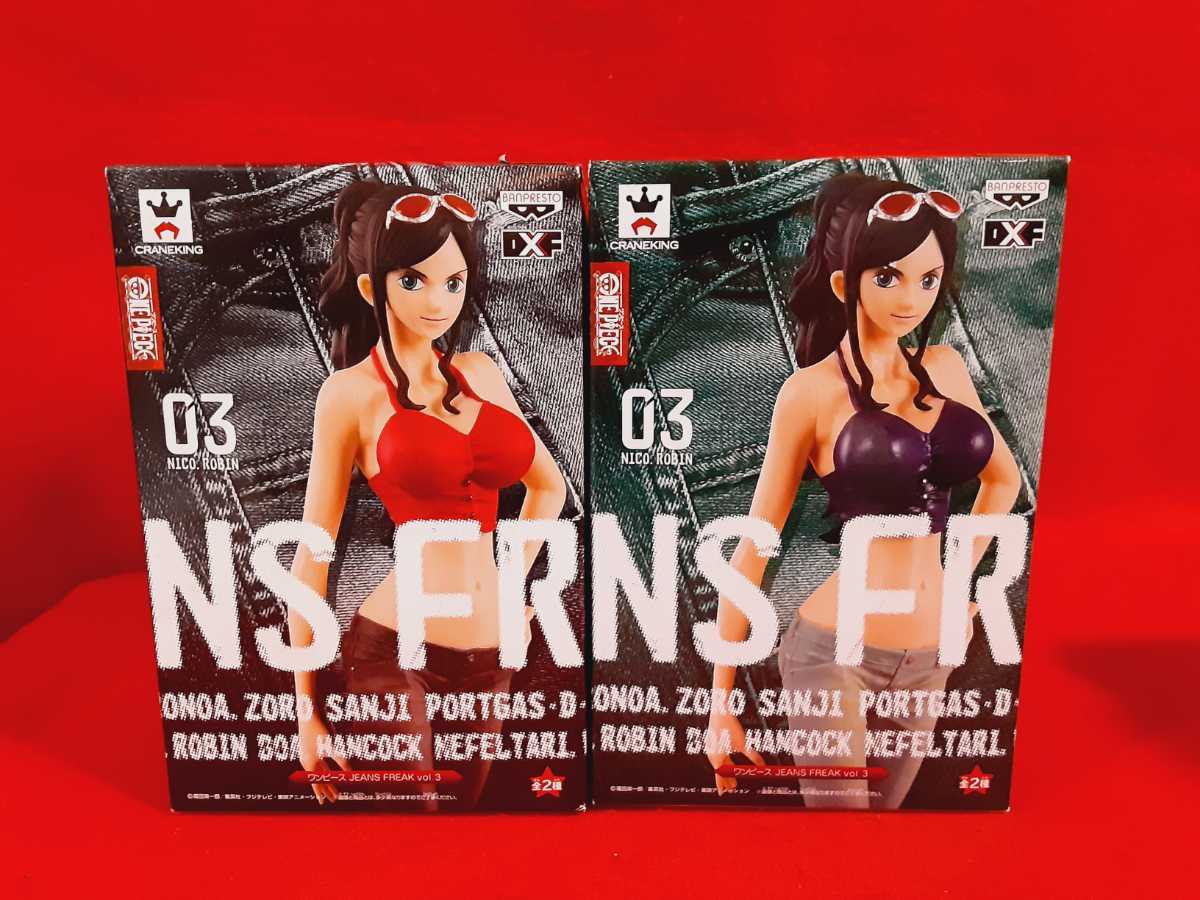 CRANEKING
BANPRESTO
DXF
ONE PIECE
03
NICO. ROBIN
NS FR
ONOA. ZORO SANJI PORTGAS・D・
. ROBIN BOA HANCOCK NEFELTARI.
ワンピース JEANS FREAK vol 3
全2種
CRANEKING
BANPRESTO
DXF
ONE PIECE
03
NICO. ROBIN
NS FR
ONOA. ZORO SANJI PORTGAS・D・
ROBIN BOA HANCOCK NEFELTARI.
ワンピース JEANS FREAK vol 3
全2種